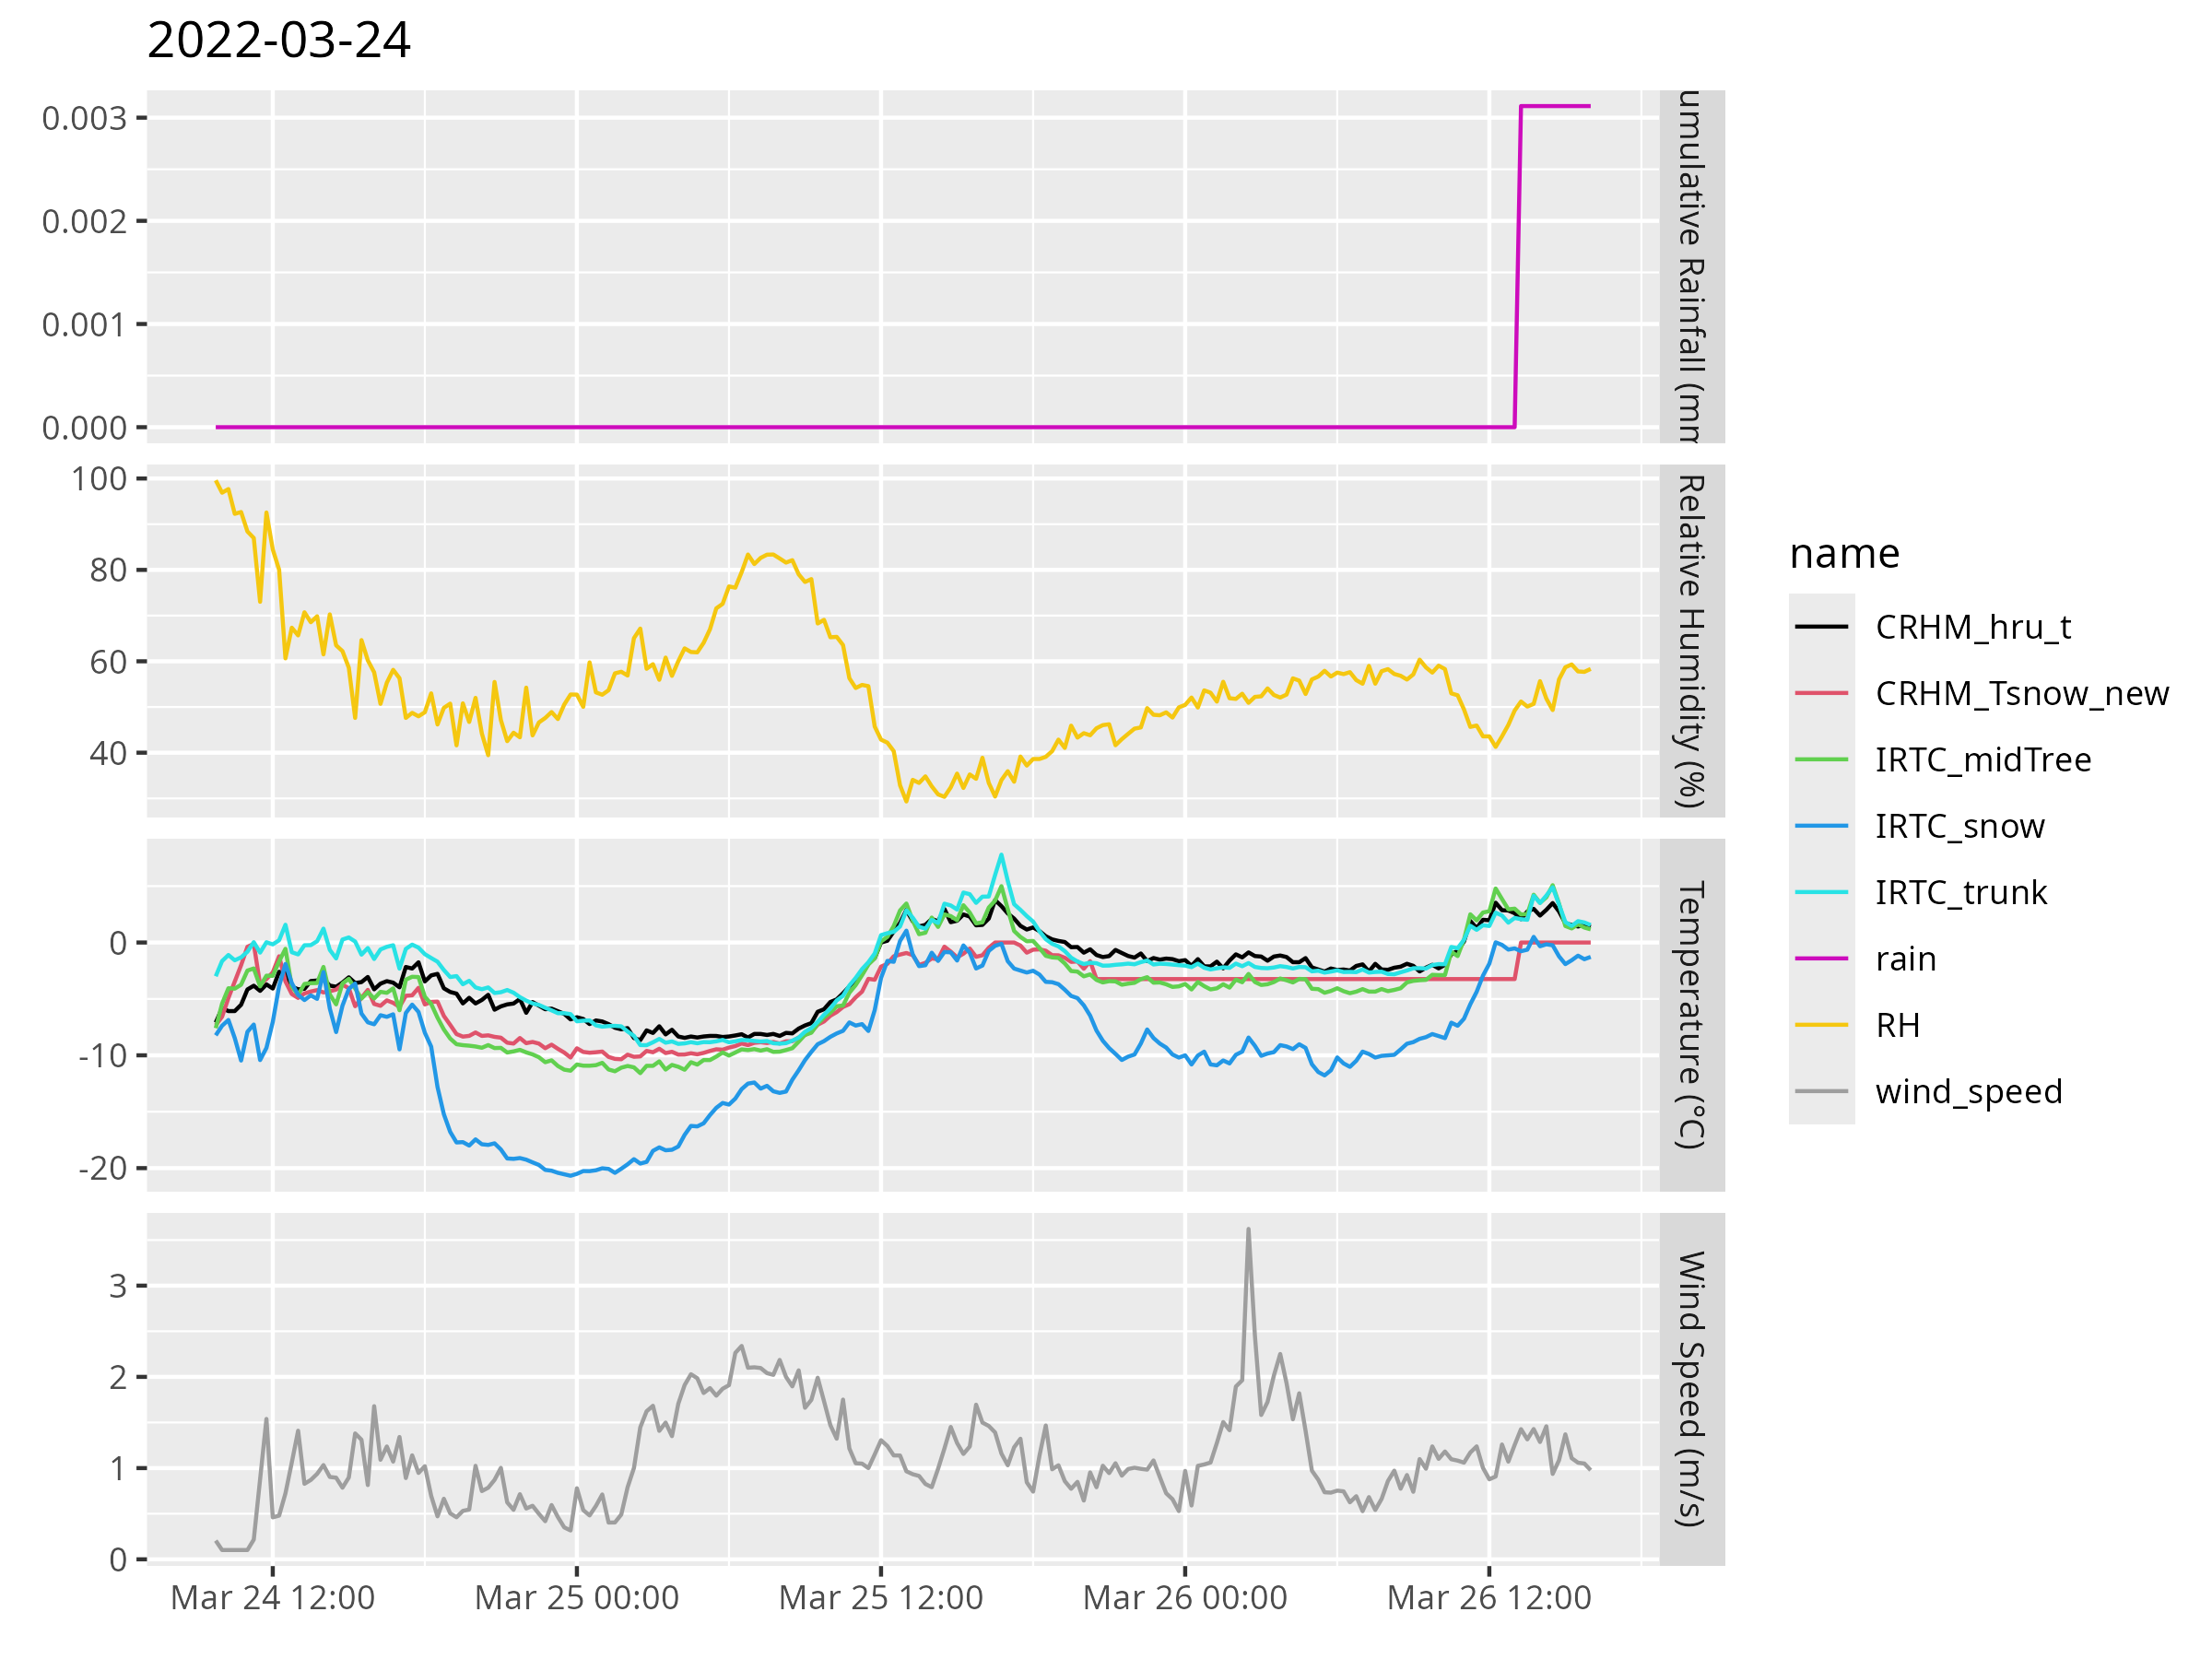 2022-03-24
0.003
0.002
0.001
0.000
umulative Rainfall (mm
100
80
60
40
Relative Humidity (%)
0
-10
-20
Temperature (°C)
3
2
1
0
Wind Speed (m/s)
Mar 24 12:00
Mar 25 00:00
Mar 25 12:00
Mar 26 00:00
Mar 26 12:00
name
CRHM_hru_t
CRHM_Tsnow_new
IRTC_midTree
IRTC_snow
IRTC_trunk
rain
RH
wind_speed